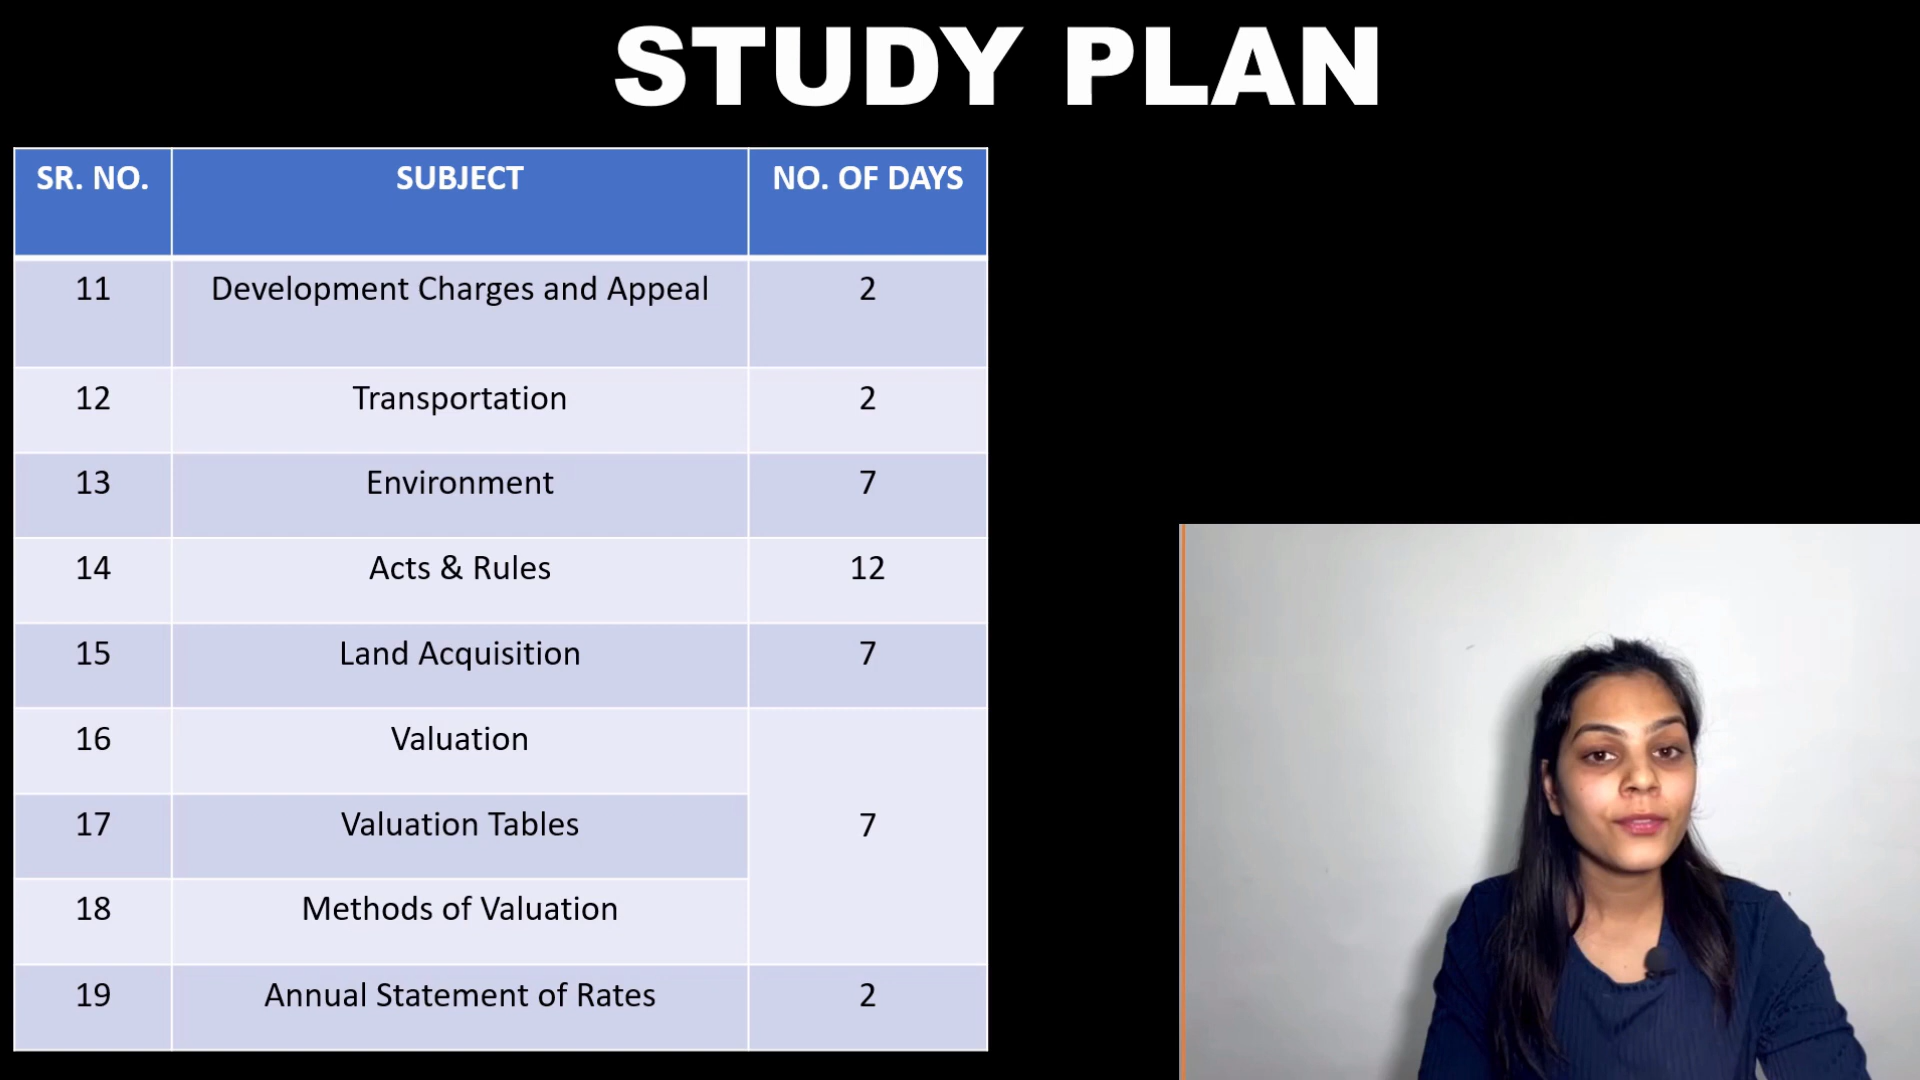 STUDY PLAN
SR. NO. SUBJECT NO. OF DAYS
11 Development Charges and Appeal 2
12 Transportation 2
13 Environment 7
14 Acts & Rules 12
15 Land Acquisition 7
16 Valuation
17 Valuation Tables 7
18 Methods of Valuation
19 Annual Statement of Rates 2